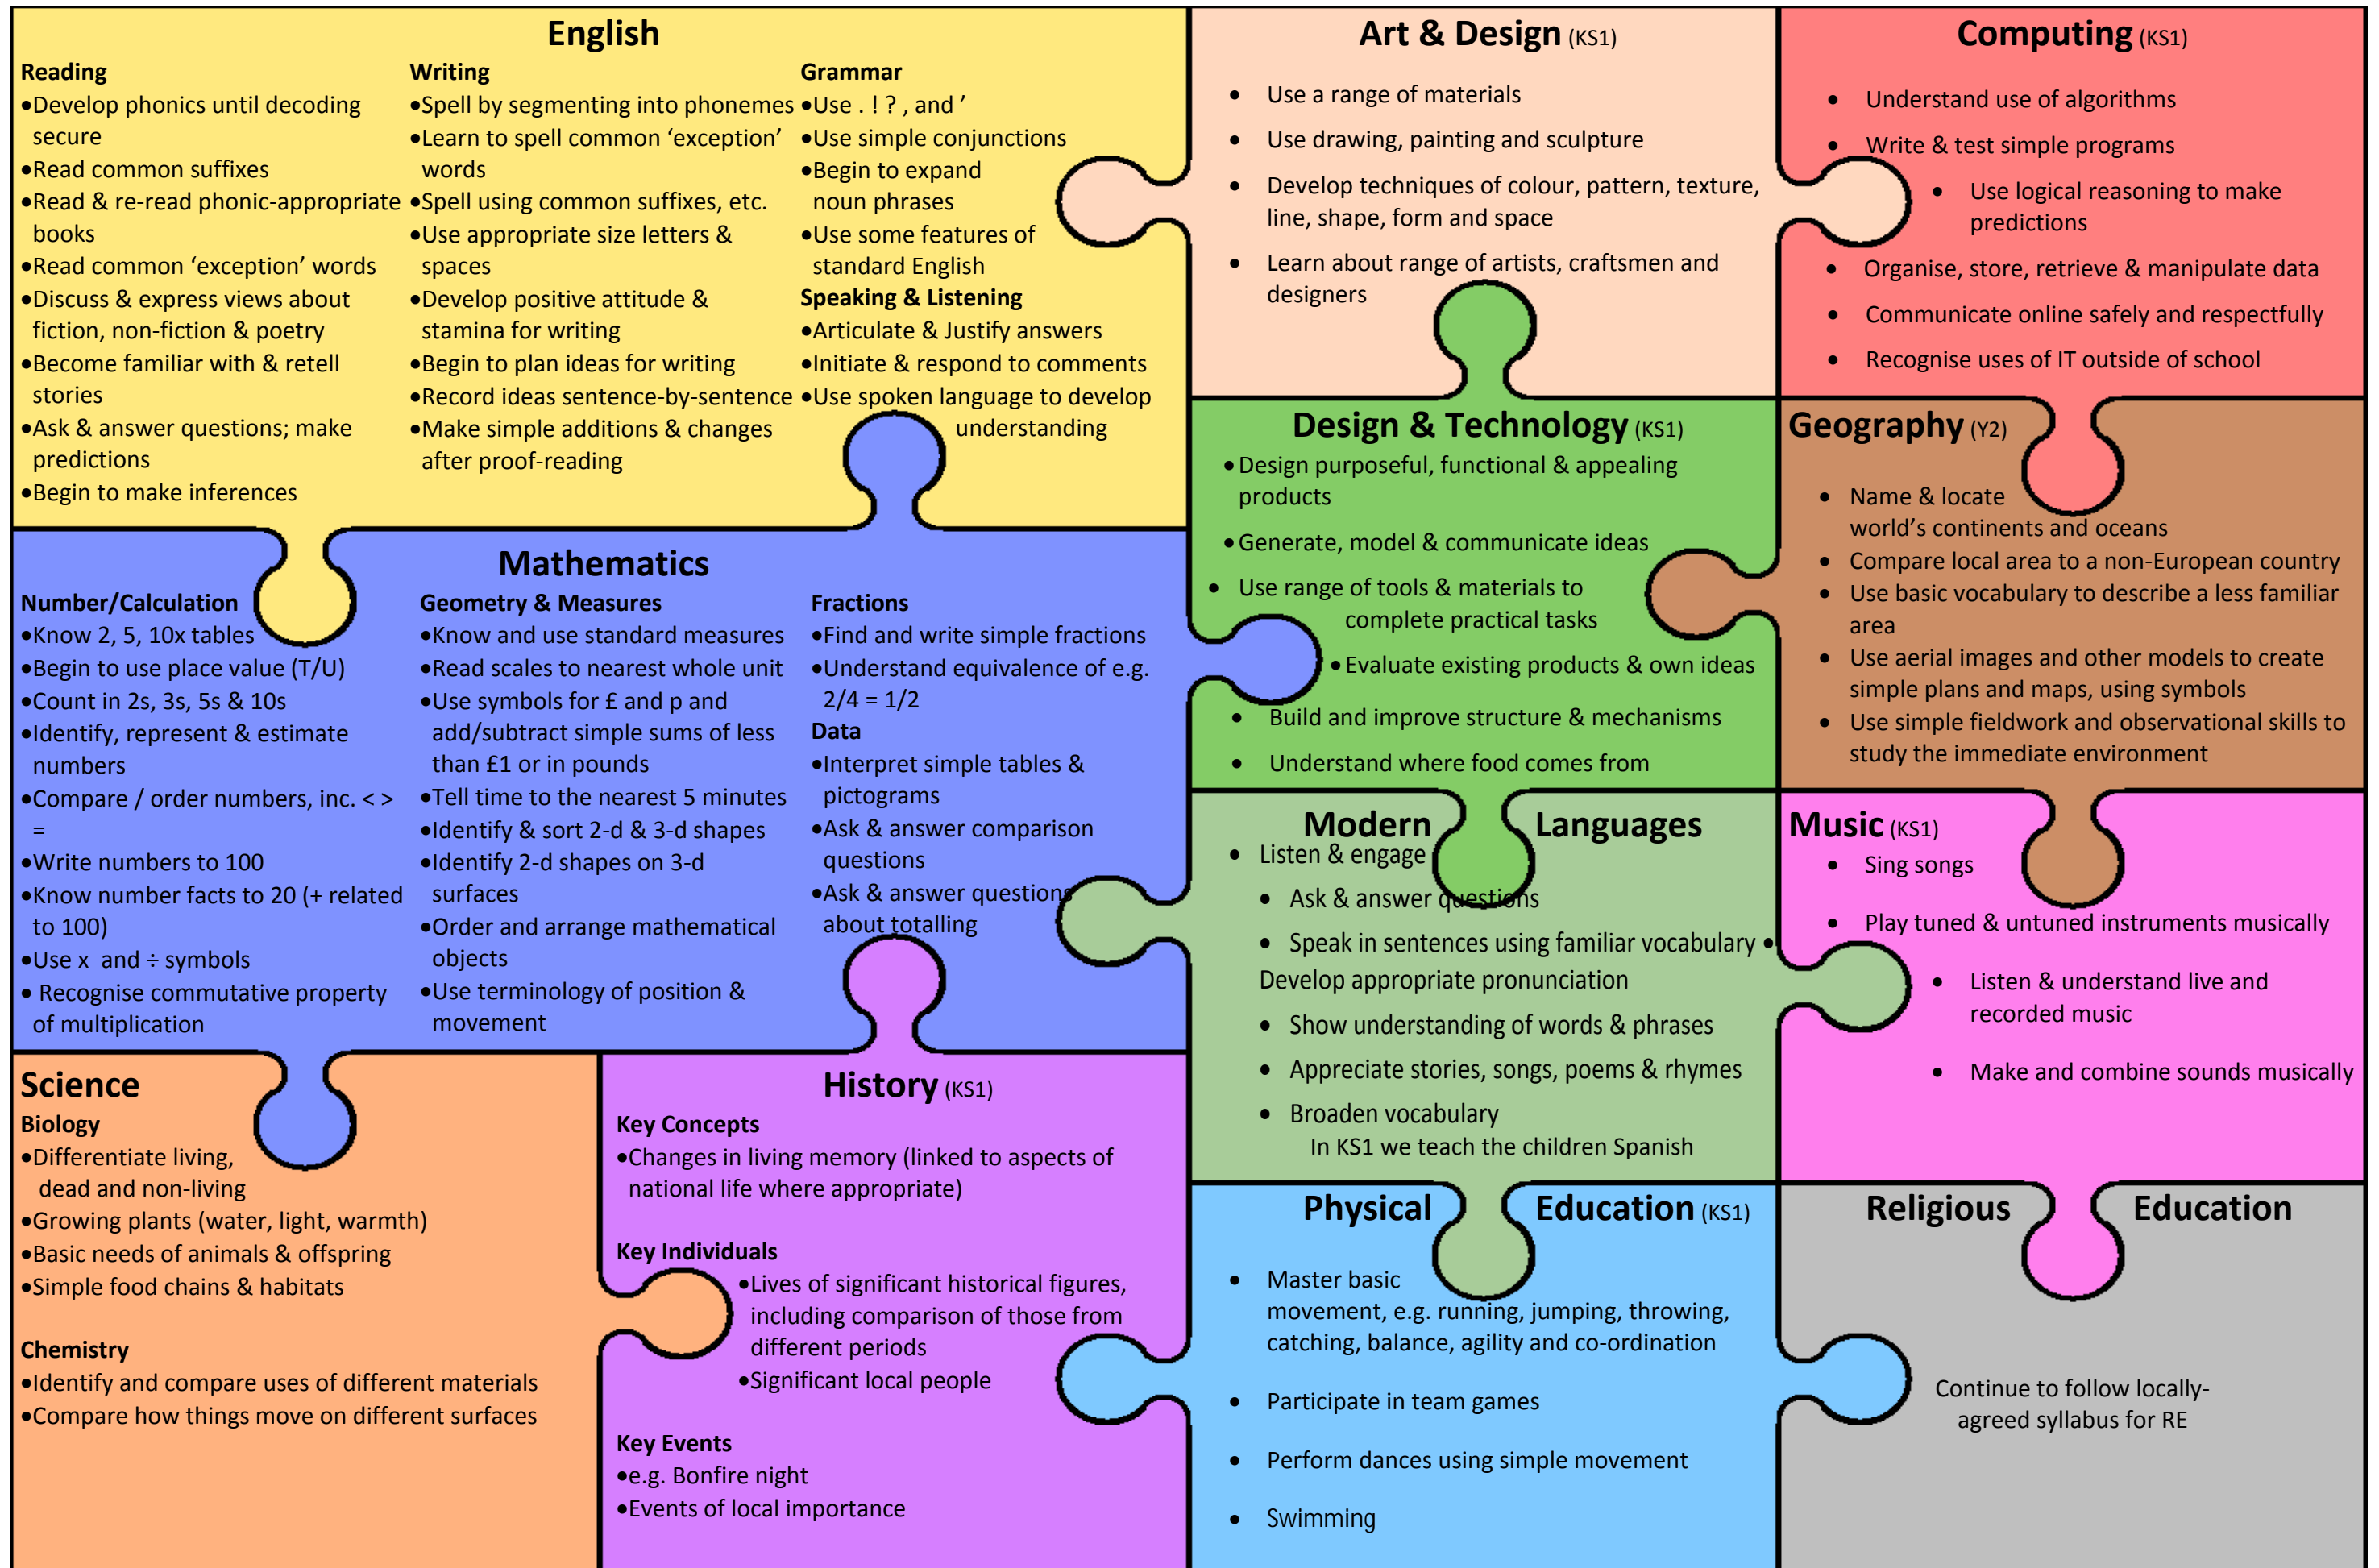 English
Reading
•Develop phonics until decoding
secure
•Read common suffixes
•Read & re-read phonic-appropriate
books
•Read common ‘exception’ words
•Discuss & express views about
fiction, non-fiction & poetry
•Become familiar with & retell
stories
•Ask & answer questions; make
predictions
•Begin to make inferences
Writing
•Spell by segmenting into phonemes
•Learn to spell common ‘exception’
words
•Spell using common suffixes, etc.
•Use appropriate size letters &
spaces
•Develop positive attitude &
stamina for writing
•Begin to plan ideas for writing
•Record ideas sentence-by-sentence
•Make simple additions & changes
after proof-reading
Grammar
•Use . ! ? , and ’
•Use simple conjunctions
•Begin to expand
noun phrases
•Use some features of
standard English
Speaking & Listening
•Articulate & Justify answers
•Initiate & respond to comments
•Use spoken language to develop
understanding
Art & Design (KS1)
• Use a range of materials
• Use drawing, painting and sculpture
• Develop techniques of colour, pattern, texture,
line, shape, form and space
• Learn about range of artists, craftsmen and
designers
Computing (KS1)
• Understand use of algorithms
• Write & test simple programs
• Use logical reasoning to make
predictions
• Organise, store, retrieve & manipulate data
• Communicate online safely and respectfully
• Recognise uses of IT outside of school
Mathematics
Number/Calculation
•Know 2, 5, 10x tables
•Begin to use place value (T/U)
•Count in 2s, 3s, 5s & 10s
•Identify, represent & estimate
numbers
•Compare / order numbers, inc. < >
=
•Write numbers to 100
•Know number facts to 20 (+ related
to 100)
•Use x and ÷ symbols
• Recognise commutative property
of multiplication
Geometry & Measures
•Know and use standard measures
•Read scales to nearest whole unit
•Use symbols for £ and p and
add/subtract simple sums of less
than £1 or in pounds
•Tell time to the nearest 5 minutes
•Identify & sort 2-d & 3-d shapes
•Identify 2-d shapes on 3-d
surfaces
•Order and arrange mathematical
objects
•Use terminology of position &
movement
Fractions
•Find and write simple fractions
•Understand equivalence of e.g.
2/4 = 1/2
Data
•Interpret simple tables &
pictograms
•Ask & answer comparison
questions
•Ask & answer questions
about totalling
Design & Technology (KS1)
•Design purposeful, functional & appealing
products
•Generate, model & communicate ideas
• Use range of tools & materials to
complete practical tasks
•Evaluate existing products & own ideas
• Build and improve structure & mechanisms
• Understand where food comes from
Geography (Y2)
• Name & locate
world’s continents and oceans
• Compare local area to a non-European country
• Use basic vocabulary to describe a less familiar
area
• Use aerial images and other models to create
simple plans and maps, using symbols
• Use simple fieldwork and observational skills to
study the immediate environment
Modern Languages
• Listen & engage
• Ask & answer questions
• Speak in sentences using familiar vocabulary •
Develop appropriate pronunciation
• Show understanding of words & phrases
• Appreciate stories, songs, poems & rhymes
• Broaden vocabulary
In KS1 we teach the children Spanish
Music (KS1)
• Sing songs
• Play tuned & untuned instruments musically
• Listen & understand live and
recorded music
• Make and combine sounds musically
Science
Biology
•Differentiate living,
dead and non-living
•Growing plants (water, light, warmth)
•Basic needs of animals & offspring
•Simple food chains & habitats
Chemistry
•Identify and compare uses of different materials
•Compare how things move on different surfaces
History (KS1)
Key Concepts
•Changes in living memory (linked to aspects of
national life where appropriate)
Key Individuals
•Lives of significant historical figures,
including comparison of those from
different periods
•Significant local people
Key Events
•e.g. Bonfire night
•Events of local importance
Physical Education (KS1)
• Master basic
movement, e.g. running, jumping, throwing,
catching, balance, agility and co-ordination
• Participate in team games
• Perform dances using simple movement
• Swimming
Religious Education
Continue to follow locally-
agreed syllabus for RE